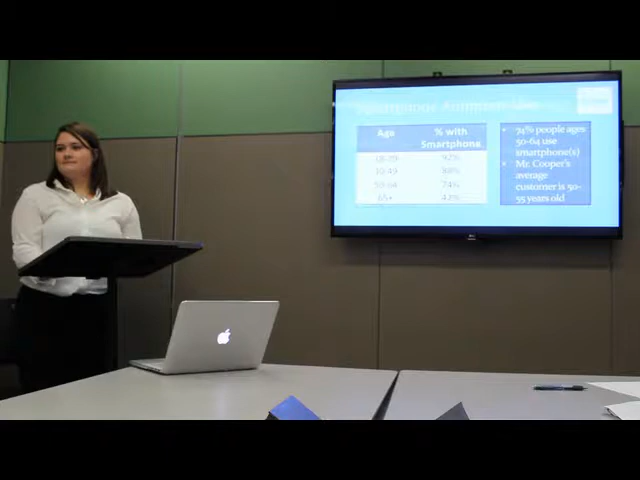 Age
% with
Smartphone
18-29
92%
30-49
88%
50-64
74%
65+
42%
• 74% people ages
50-64 use
smartphone(s)
• Mr. Cooper's
average
customer is 50-
55 years old